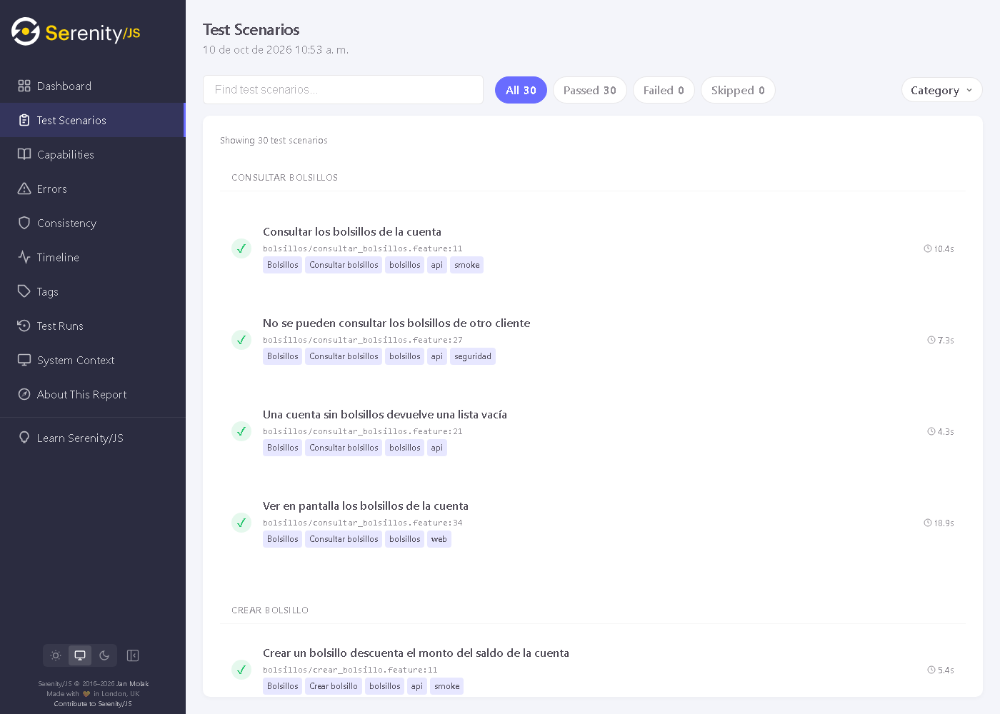 Serenity/JS
Dashboard
Test Scenarios
Capabilities
Errors
Consistency
Timeline
Tags
Test Runs
System Context
About This Report
Learn Serenity/JS
Serenity/JS © 2016–2026 Jan Molak
Made with 🤎 in London, UK
Contribute to Serenity/JS
Test Scenarios
10 de oct de 2026 10:53 a. m.
Find test scenarios...
All 30
Passed 30
Failed 0
Skipped 0
Category
Showing 30 test scenarios
CONSULTAR BOLSILLOS
Consultar los bolsillos de la cuenta
bolsillos/consultar_bolsillos.feature:11
Bolsillos Consultar bolsillos bolsillos api smoke
10.4s
No se pueden consultar los bolsillos de otro cliente
bolsillos/consultar_bolsillos.feature:27
Bolsillos Consultar bolsillos bolsillos api seguridad
7.3s
Una cuenta sin bolsillos devuelve una lista vacía
bolsillos/consultar_bolsillos.feature:21
Bolsillos Consultar bolsillos bolsillos api
4.3s
Ver en pantalla los bolsillos de la cuenta
bolsillos/consultar_bolsillos.feature:34
Bolsillos Consultar bolsillos bolsillos web
18.9s
CREAR BOLSILLO
Crear un bolsillo descuenta el monto del saldo de la cuenta
bolsillos/crear_bolsillo.feature:11
Bolsillos Crear bolsillo bolsillos api smoke
5.4s